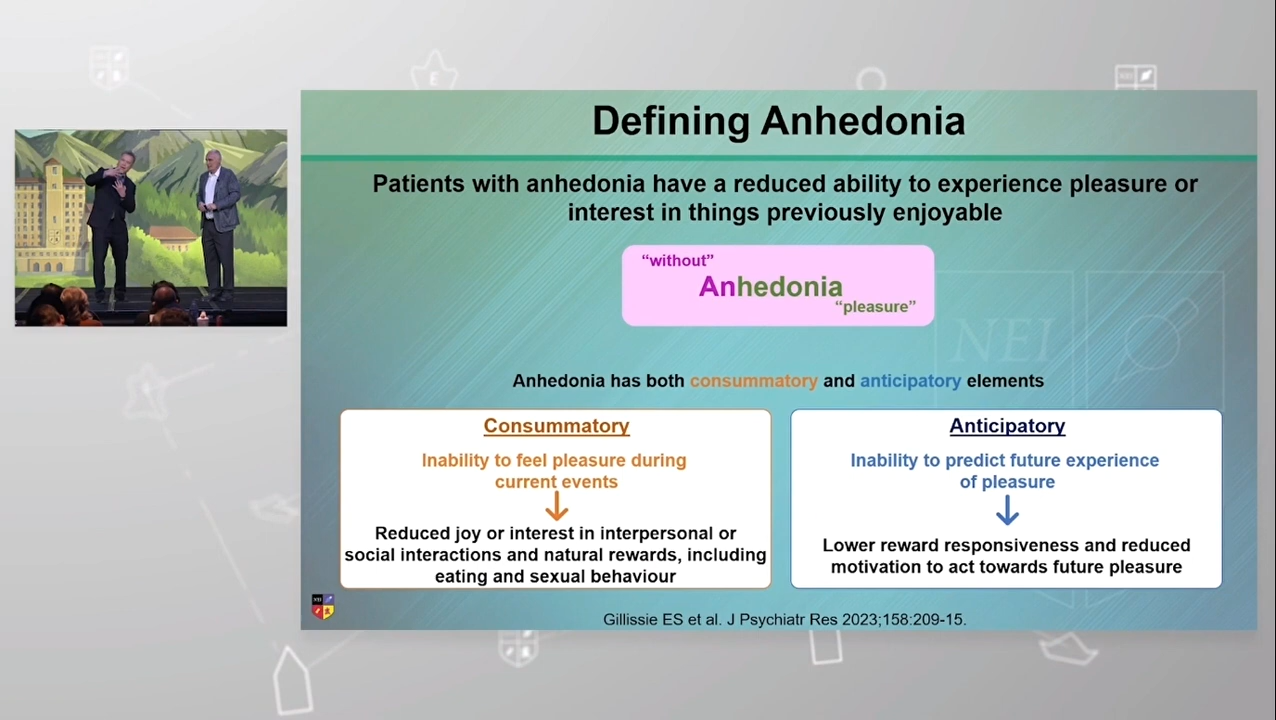 Defining Anhedonia
Patients with anhedonia have a reduced ability to experience pleasure or
interest in things previously enjoyable
“without”
Anhedonia
“pleasure”
Anhedonia has both consummatory and anticipatory elements
Consummatory
Inability to feel pleasure during
current events
Reduced joy or interest in interpersonal or
social interactions and natural rewards, including
eating and sexual behaviour
Anticipatory
Inability to predict future experience
of pleasure
Lower reward responsiveness and reduced
motivation to act towards future pleasure
NEI
NEI
Gillissie ES et al. J Psychiatr Res 2023;158:209-15.
E